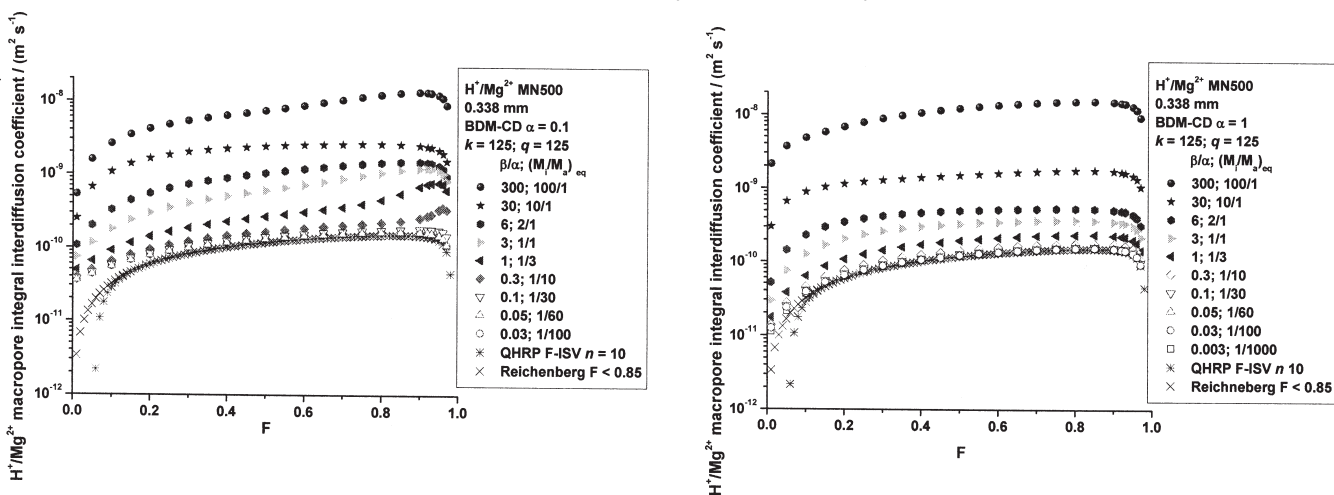 H⁺/Mg²⁺ macropore integral interdiffusion coefficient / (m² s⁻¹)
10⁻⁸
10⁻⁹
10⁻¹⁰
10⁻¹¹
10⁻¹²
0.0 0.2 0.4 0.6 0.8 1.0
F
H⁺/Mg²⁺ MN500
0.338 mm
BDM-CD α = 0.1
k = 125; q = 125
β/α; (Mᵢ/Mₐ)eq
300; 100/1
30; 10/1
6; 2/1
3; 1/1
1; 1/3
0.3; 1/10
0.1; 1/30
0.05; 1/60
0.03; 1/100
QHRP F-ISV n = 10
Reichenberg F < 0.85
H⁺/Mg²⁺ macropore integral interdiffusion coefficient / (m² s⁻¹)
10⁻⁸
10⁻⁹
10⁻¹⁰
10⁻¹¹
10⁻¹²
0.0 0.2 0.4 0.6 0.8 1.0
F
H⁺/Mg²⁺ MN500
0.338 mm
BDM-CD α = 1
k = 125; q = 125
β/α; (Mᵢ/Mₐ)eq
300; 100/1
30; 10/1
6; 2/1
3; 1/1
1; 1/3
0.3; 1/10
0.1; 1/30
0.05; 1/60
0.03; 1/100
0.003; 1/1000
QHRP F-ISV n 10
Reichneberg F < 0.85